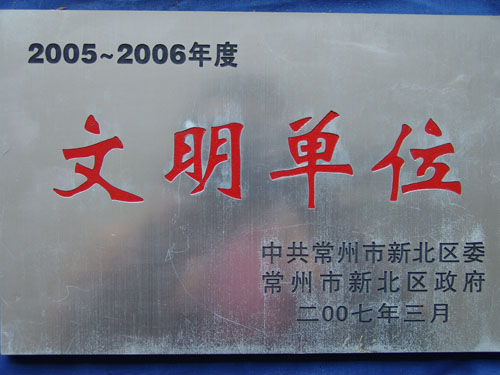 2005~2006年度
文明单位
中共常州市新北区委
常州市新北区政府
二00七年三月